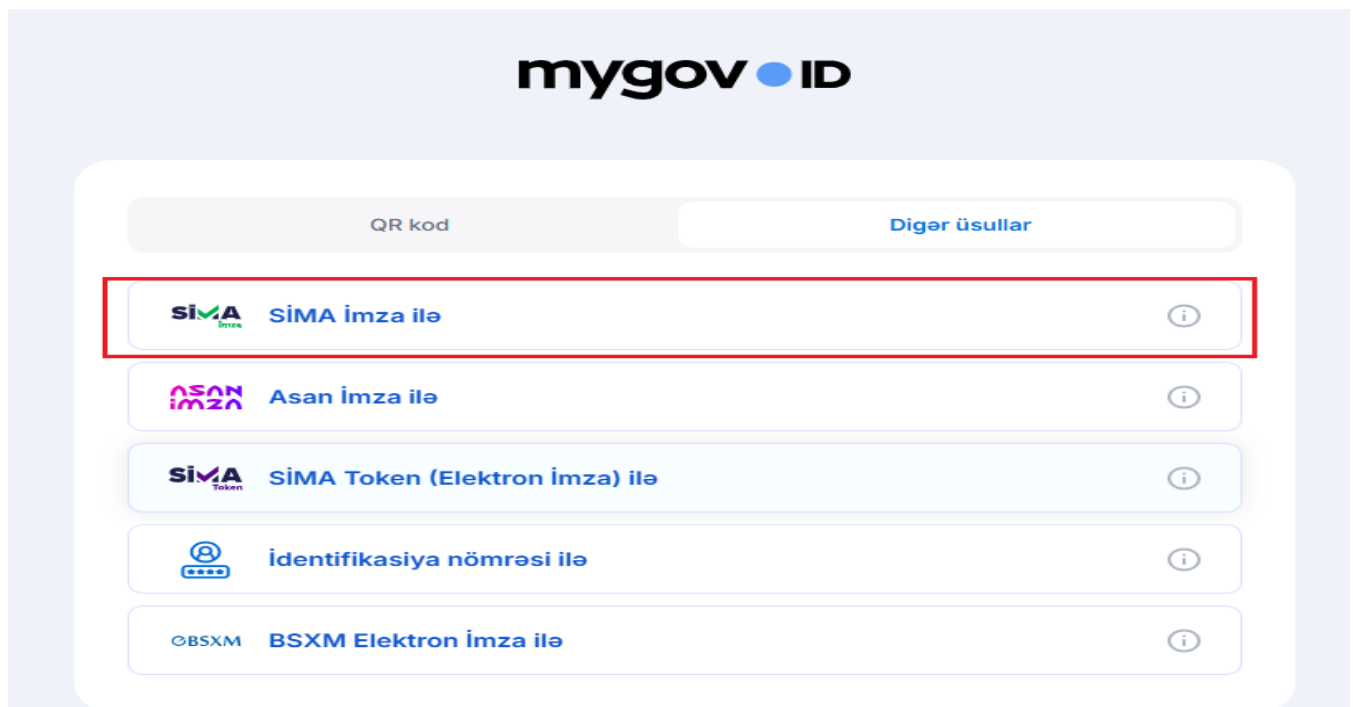 mygov ID
QR kod
Digər üsullar
SİMA İmza
SİMA İmza ilə
ASAN İMZA
Asan İmza ilə
SİMA Token
SİMA Token (Elektron İmza) ilə
****
İdentifikasiya nömrəsi ilə
BSXM
BSXM Elektron İmza ilə